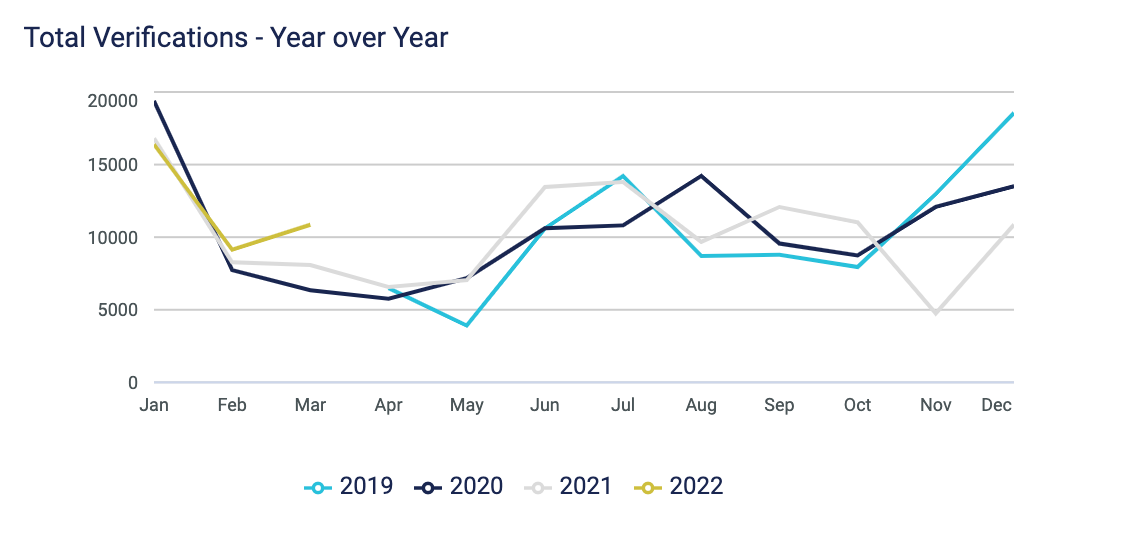 Total Verifications - Year over Year
20000
15000
10000
5000
0
Jan Feb Mar Apr May Jun Jul Aug Sep Oct Nov Dec
2019 2020 2021 2022